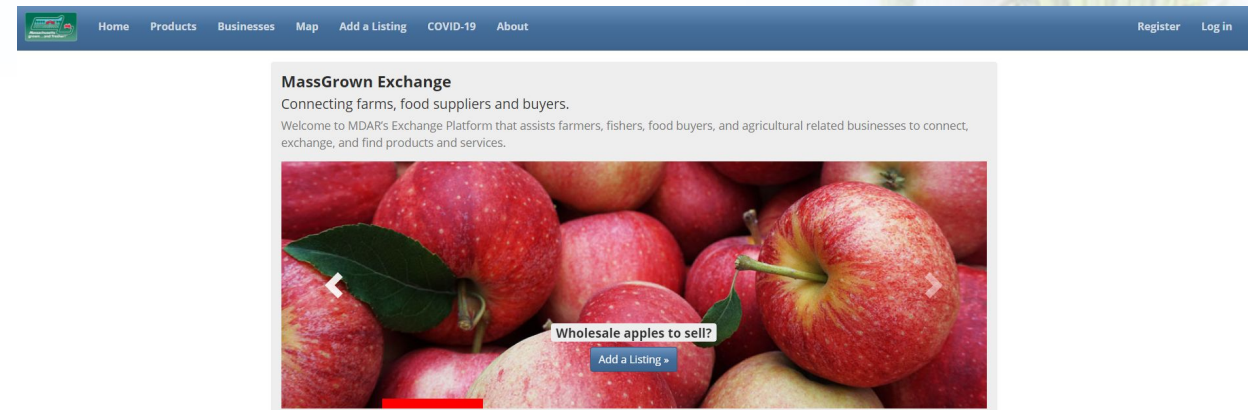 Home Products Businesses Map Add a Listing COVID-19 About Register Log in
MassGrown Exchange
Connecting farms, food suppliers and buyers.
Welcome to MDAR's Exchange Platform that assists farmers, fishers, food buyers, and agricultural related businesses to connect,
exchange, and find products and services.
Wholesale apples to sell?
Add a Listing »